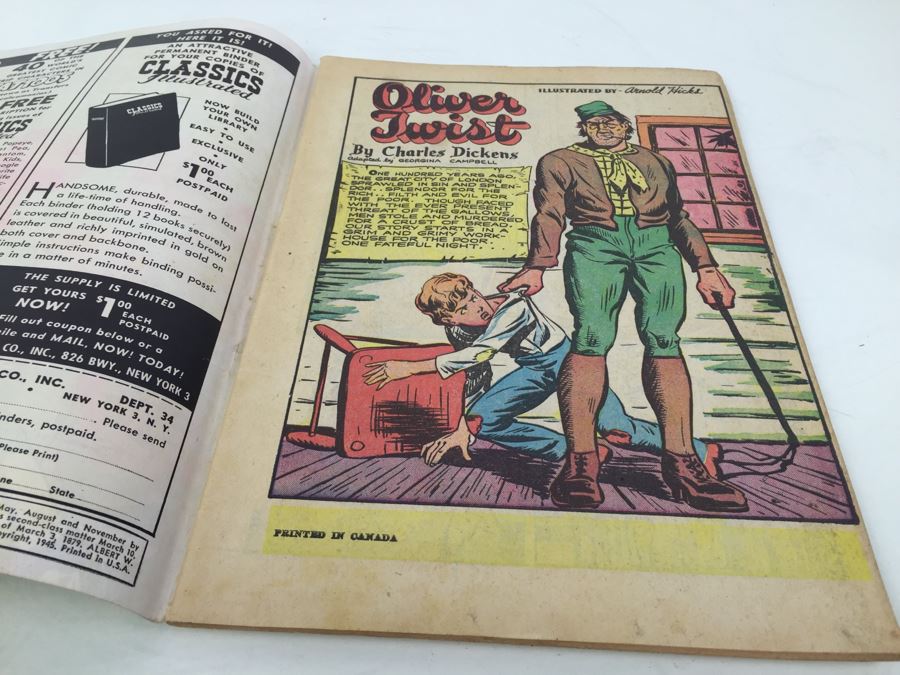 FREE!
10
FREE
YOU ASKED FOR IT!
HERE IT IS!
AN ATTRACTIVE
PERMANENT BINDER
FOR YOUR COPIES OF
CLASSICS
Illustrated
CLASSICS
NOW YOU CAN
BUILD
YOUR OWN
LIBRARY
EASY TO USE
EXCLUSIVE
ONLY
$1.00 EACH
POSTPAID
HANDSOME, durable, made to last
a life-time of handling.
Each binder (holding 12 books securely)
is covered in beautiful, simulated, brown
leather and richly imprinted in gold on
both cover and backbone.
simple instructions make binding possi-
e in a matter of minutes.
THE SUPPLY IS LIMITED
GET YOURS $1.00 EACH
NOW! POSTPAID
Fill out coupon below or a
and MAIL, NOW! TODAY!
CO., INC., 826 BWY., NEW YORK 3
CO., INC. DEPT. 34
NEW YORK 3, N. Y.
Please send
nders, postpaid.
(Please Print)
ne State
May, August and November by
second-class matter March 10,
of March 3, 1879. ALBERT W.
pyright, 1945. Printed in U.S.A.
Oliver
Twist
ILLUSTRATED BY- Arnold Hicks
By Charles Dickens
Adapted by GEORGINA CAMPBELL
ONE HUNDRED YEARS AGO,
THE GREAT CITY OF LONDON
SPRAWLED IN SIN AND SPLEN-
DOR. SPLENDOR FOR THE
RICH.. FILTH AND EVIL FOR
THE POOR. THOUGH FACED
WITH THE EVER PRESENT
THREAT OF THE GALLOWS,
MEN STOLE AND MURDERED
FOR A CRUST OF BREAD.
OUR STORY STARTS IN A
GRIM AND GRIMY WORK-
HOUSE FOR THE POOR,
ONE FATEFUL NIGHT..
PRINTED IN CANADA